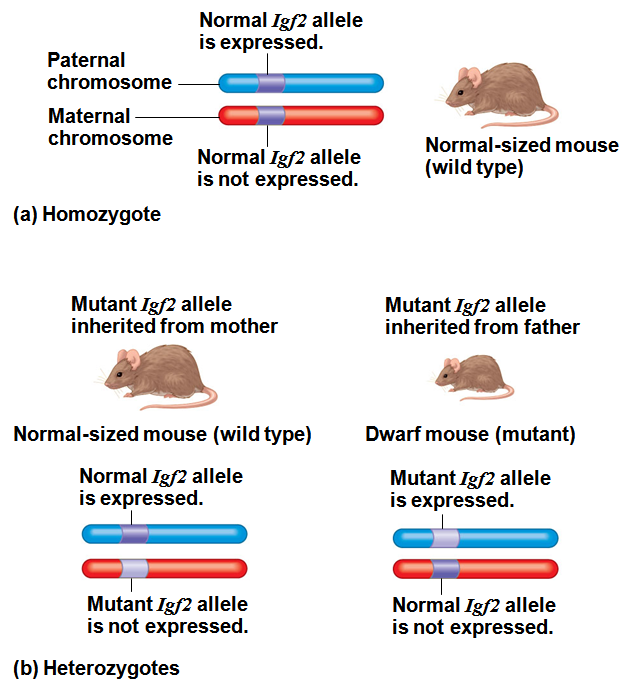 Normal Igf2 allele
is expressed.
Paternal
chromosome
Maternal
chromosome
Normal Igf2 allele
is not expressed.
Normal-sized mouse
(wild type)
(a) Homozygote
Mutant Igf2 allele
inherited from mother
Normal-sized mouse (wild type)
Normal Igf2 allele
is expressed.
Mutant Igf2 allele
is not expressed.
Mutant Igf2 allele
inherited from father
Dwarf mouse (mutant)
Mutant Igf2 allele
is expressed.
Normal Igf2 allele
is not expressed.
(b) Heterozygotes